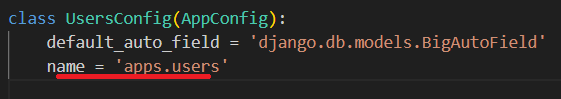 class UsersConfig(AppConfig):
    default_auto_field = 'django.db.models.BigAutoField'
    name = 'apps.users'